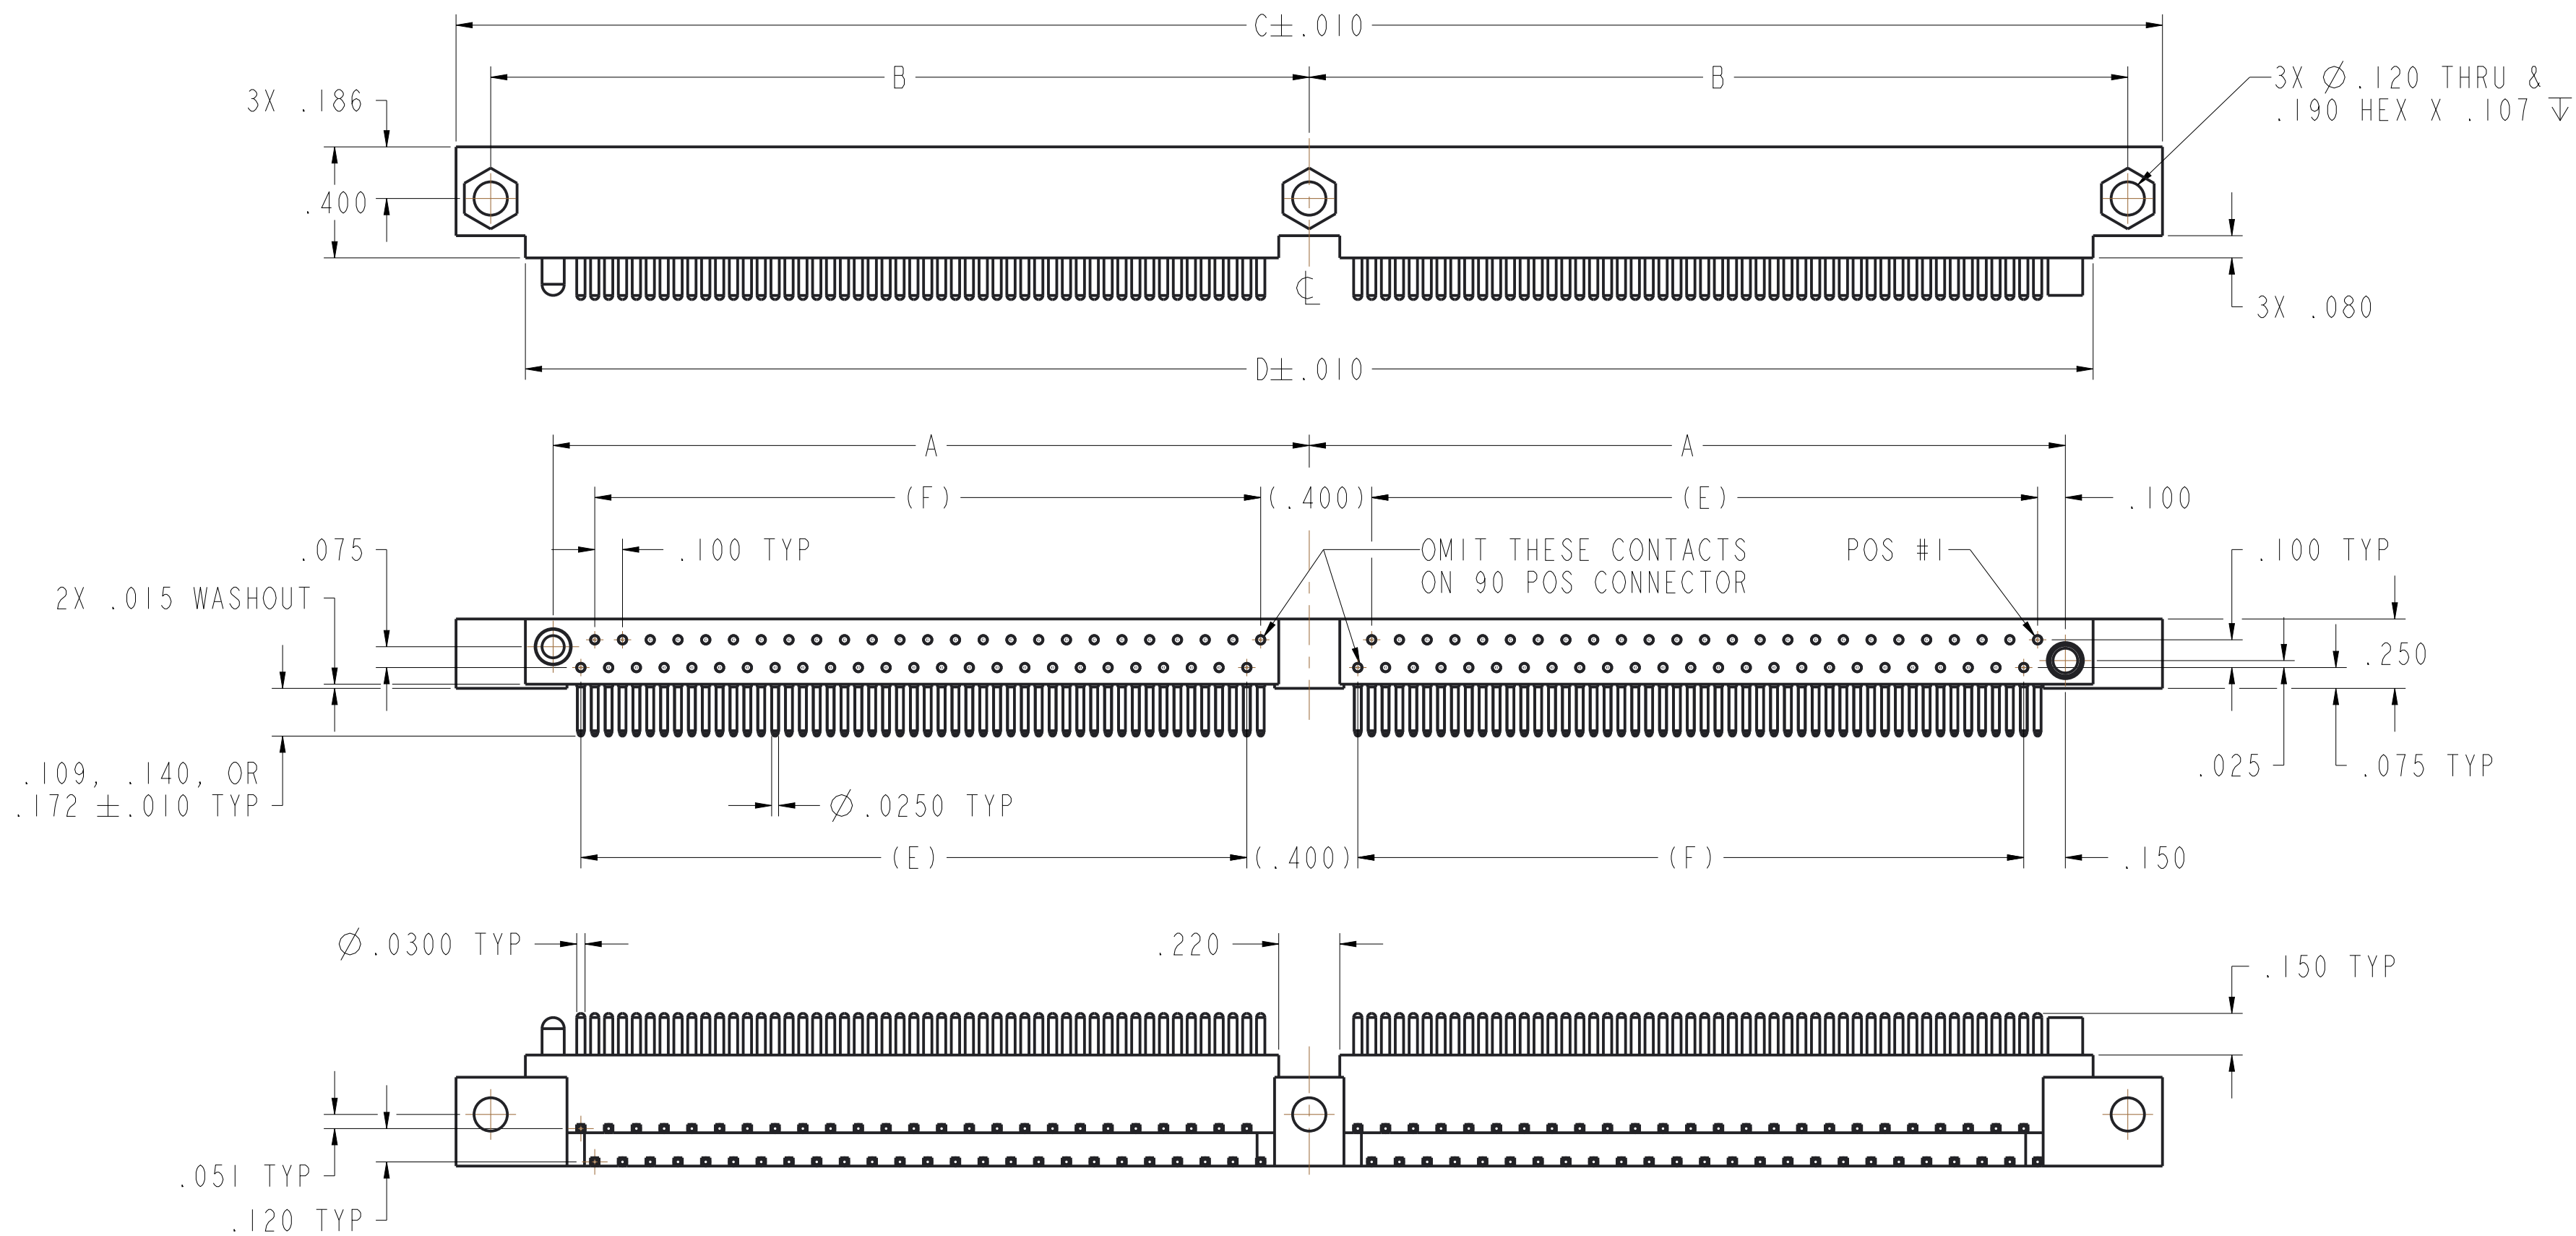 C±.010
B
B
3X .186
3X Ø.120 THRU &
.190 HEX X .107 ↧
.400
℄
3X .080
D±.010
A
A
(F)
(.400)
(E)
.100
.075
.100 TYP
OMIT THESE CONTACTS
ON 90 POS CONNECTOR
POS #1
.100 TYP
2X .015 WASHOUT
.250
.109, .140, OR
.172 ±.010 TYP
Ø.0250 TYP
.025
.075 TYP
(E)
(.400)
(F)
.150
Ø.0300 TYP
.220
.150 TYP
.051 TYP
.120 TYP